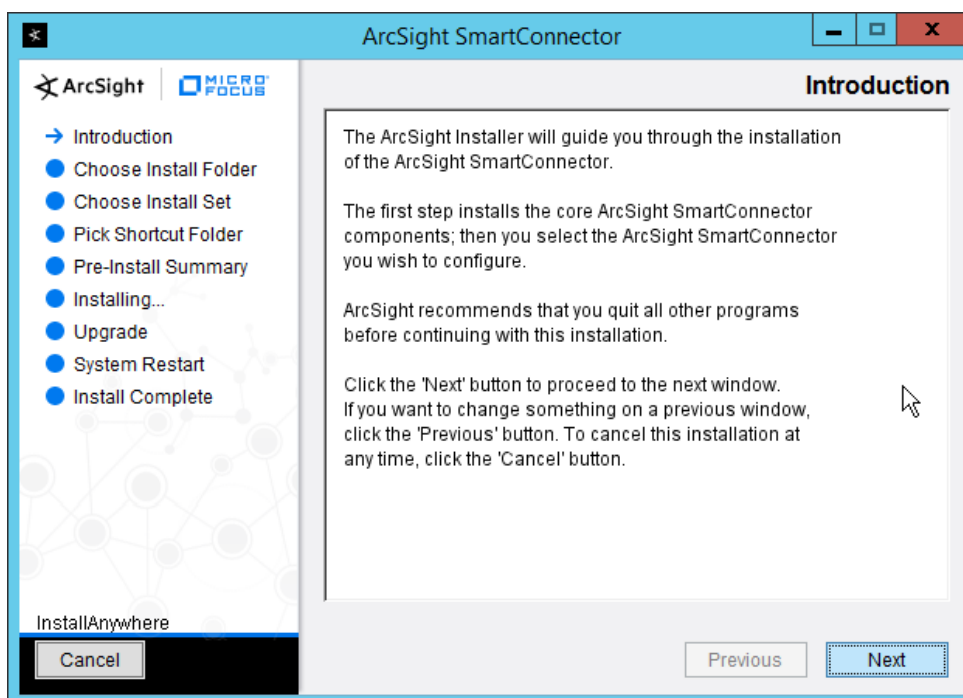 ArcSight SmartConnector
ArcSight
MICRO
FOCUS
Introduction
Introduction
Choose Install Folder
Choose Install Set
Pick Shortcut Folder
Pre-Install Summary
Installing...
Upgrade
System Restart
Install Complete
The ArcSight Installer will guide you through the installation
of the ArcSight SmartConnector.
The first step installs the core ArcSight SmartConnector
components; then you select the ArcSight SmartConnector
you wish to configure.
ArcSight recommends that you quit all other programs
before continuing with this installation.
Click the 'Next' button to proceed to the next window.
If you want to change something on a previous window,
click the 'Previous' button. To cancel this installation at
any time, click the 'Cancel' button.
InstallAnywhere
Cancel
Previous
Next